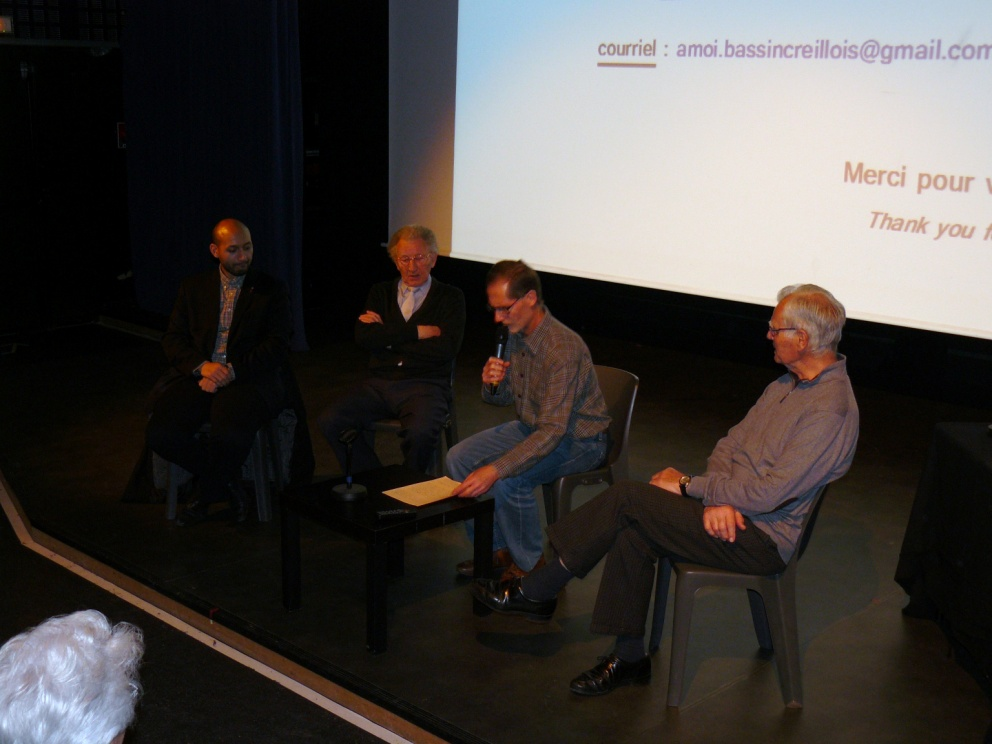 courriel : amoi.bassincreillois@gmail.com
Merci pour
Thank you